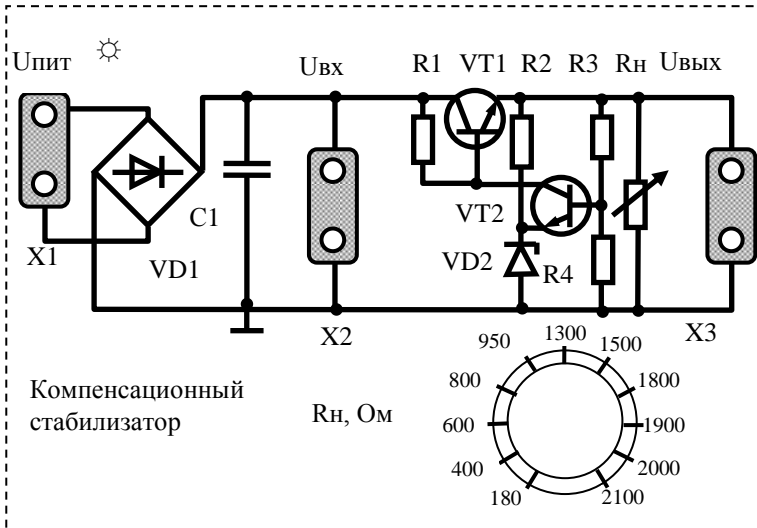 R1 VT1 R2 R3 Rн Uвых
Uпит
Uвх
C1
X1
VD1
VT2
VD2
R4
X2
X3
950
1300
1500
800
1800
600
1900
400
2000
180
2100
Компенсационный
стабилизатор
Rн, Ом